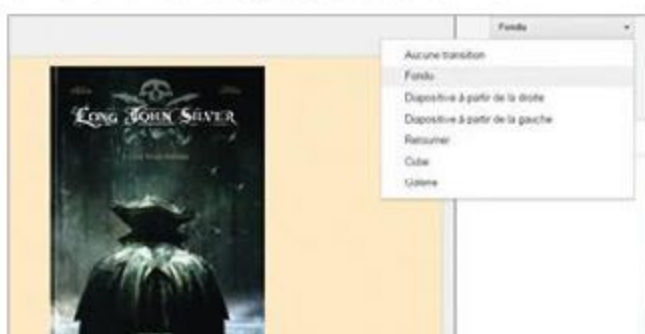 Fondu
Aucune transition
Fondu
Diapositive à partir de la droite
Diapositive à partir de la gauche
Retourner
Cube
Galerie
LONG JOHN SILVER